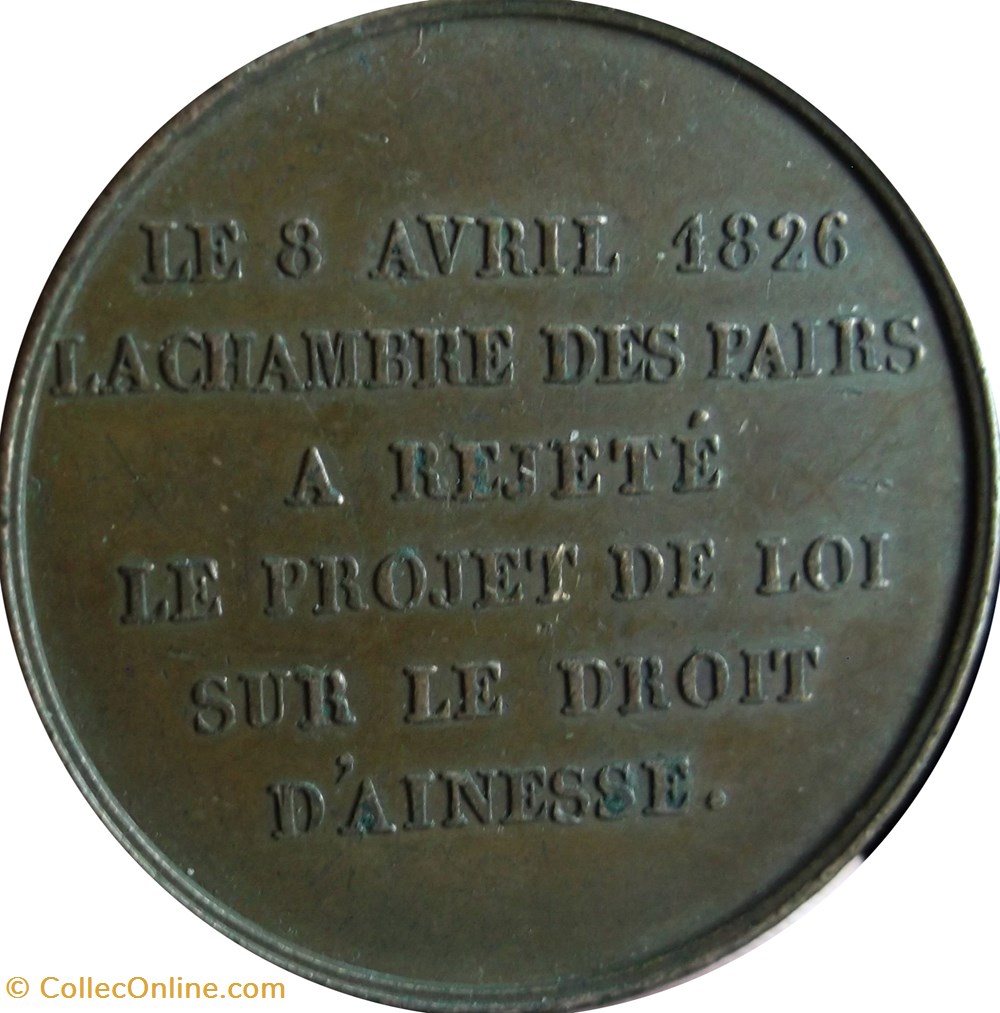 LE 8 AVRIL 1826
LA CHAMBRE DES PAIRS
A REJETÉ
LE PROJET DE LOI
SUR LE DROIT
D'AINESSE.
© CollecOnline.com